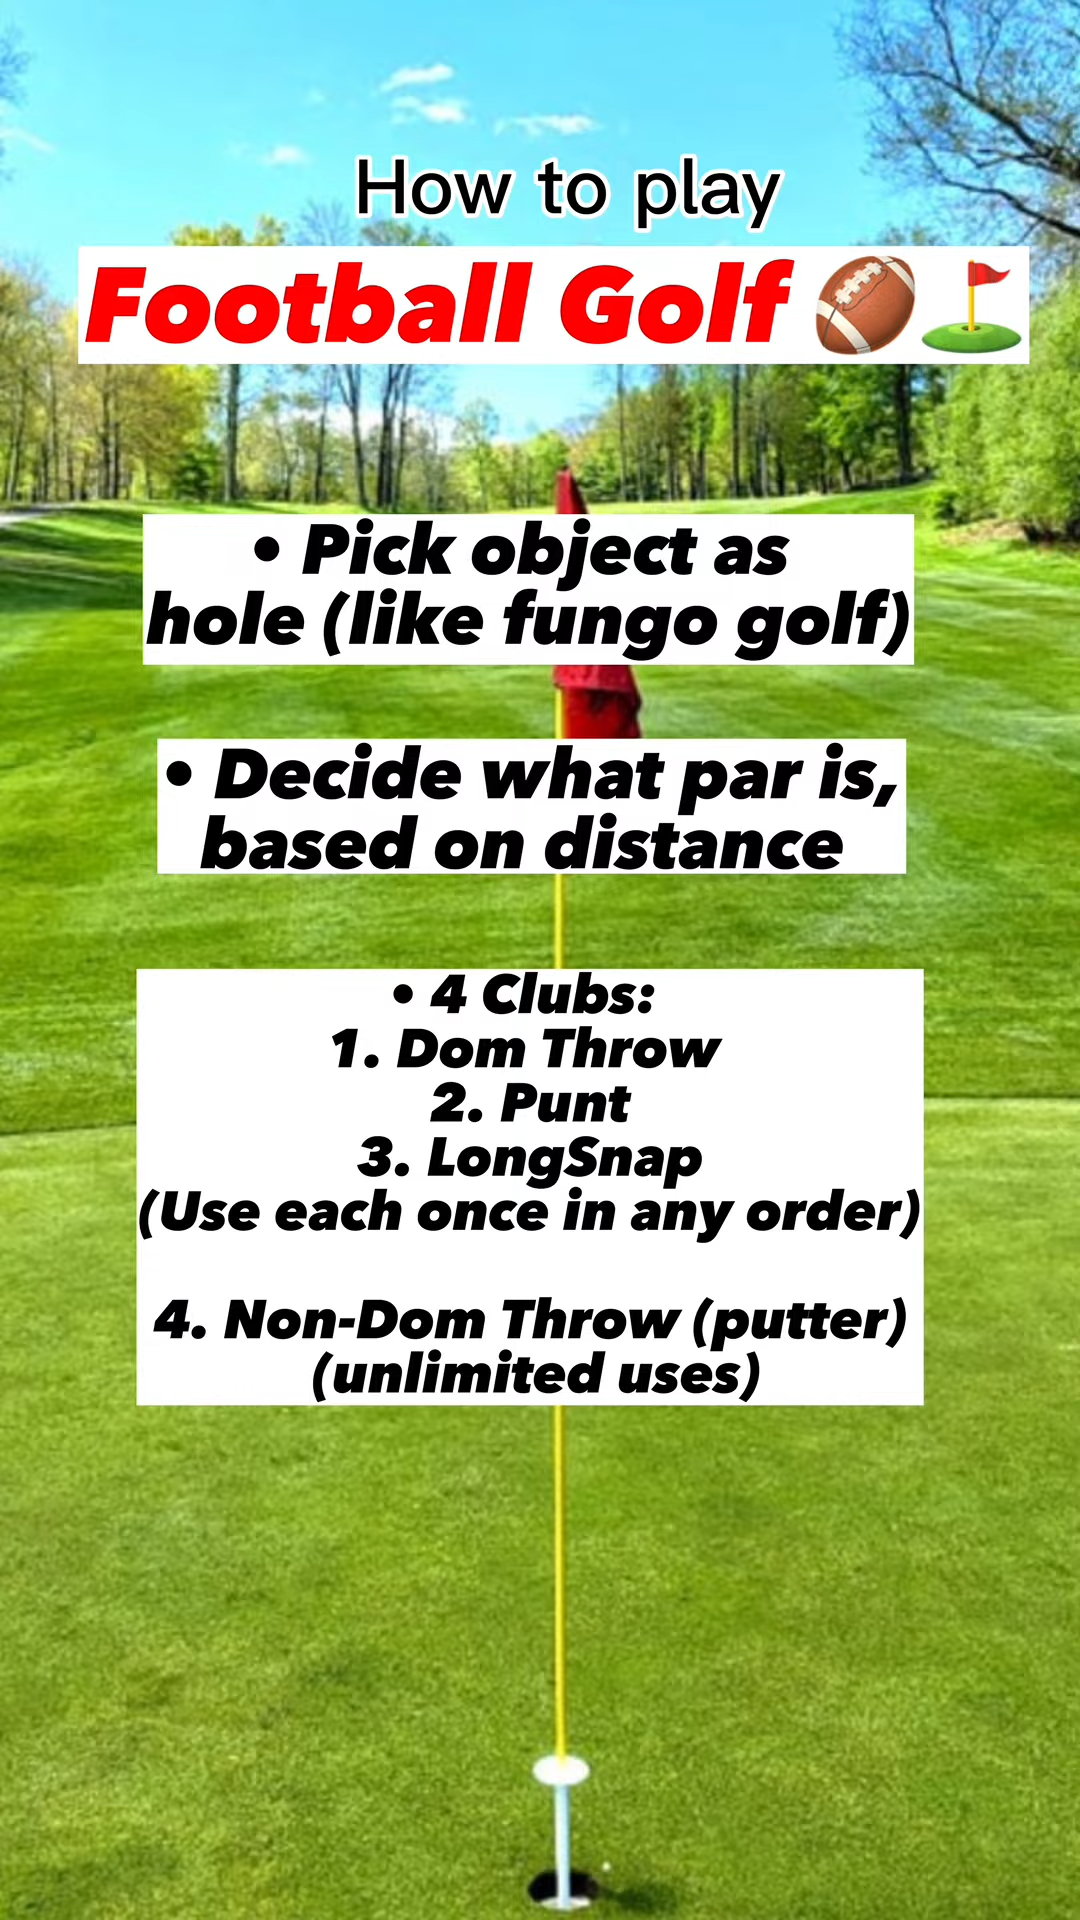 How to play
Football Golf 🏈⛳
• Pick object as
hole (like fungo golf)
• Decide what par is,
based on distance
• 4 Clubs:
1. Dom Throw
2. Punt
3. LongSnap
(Use each once in any order)
4. Non-Dom Throw (putter)
(unlimited uses)